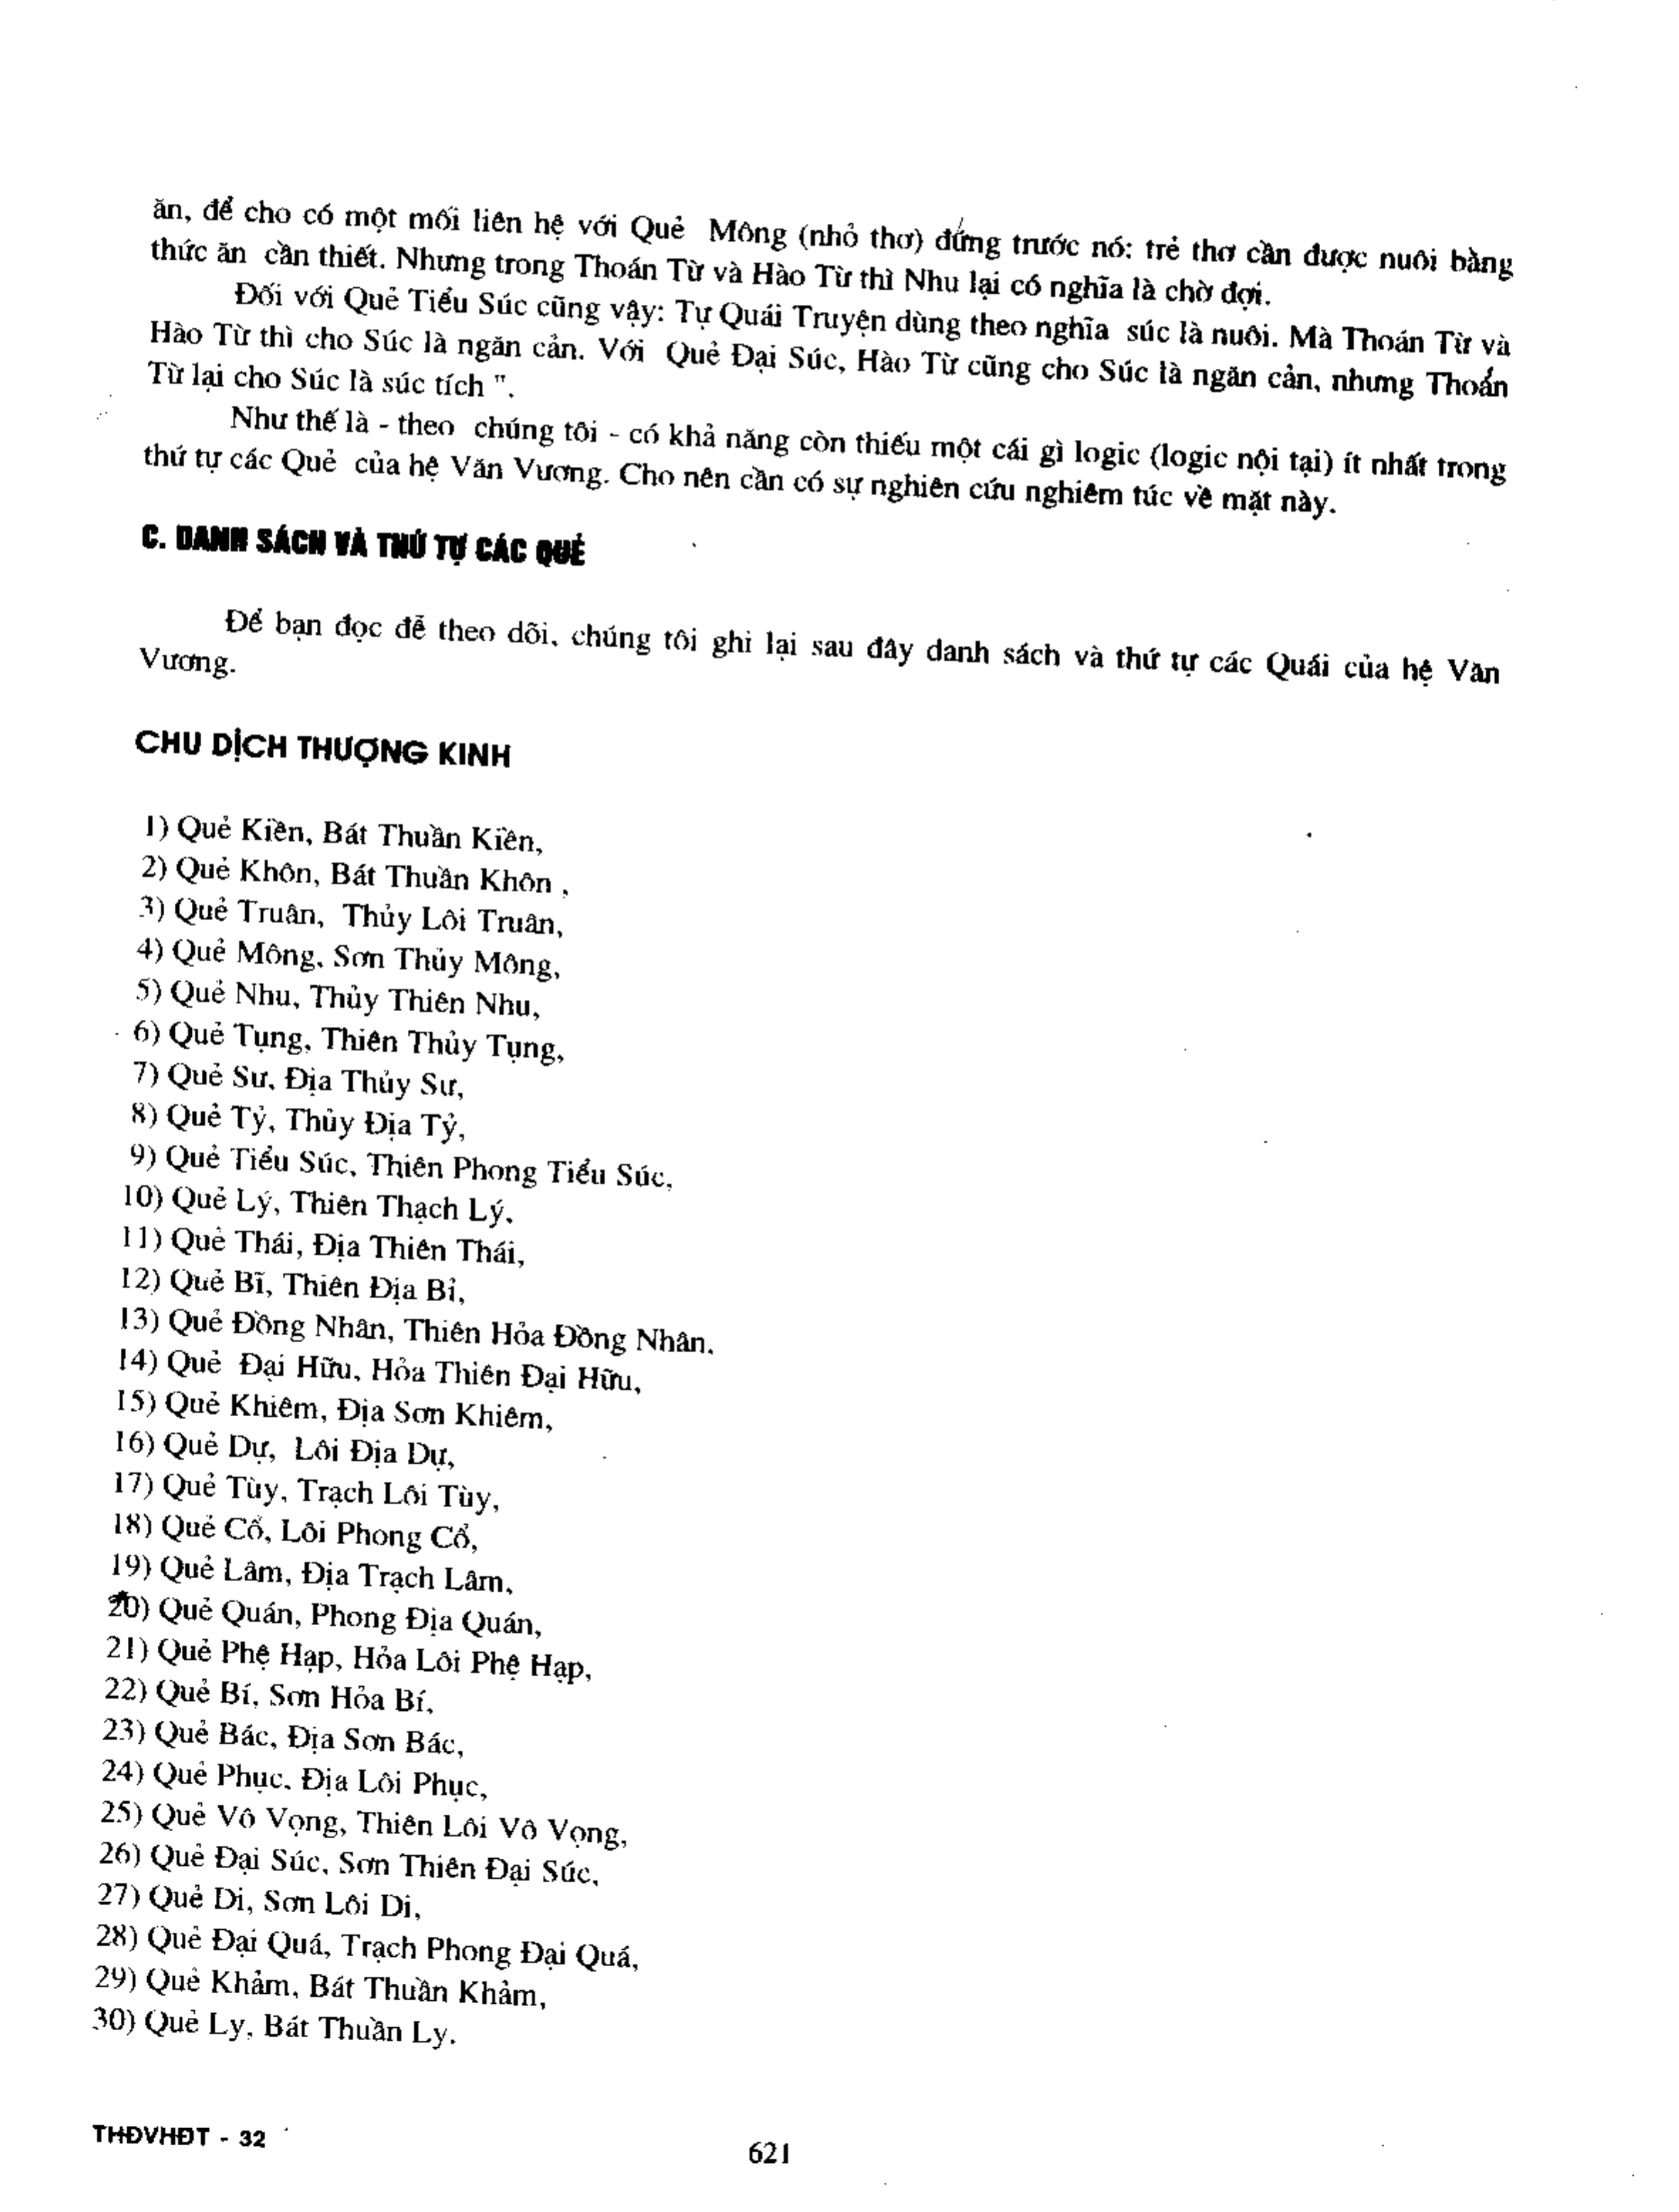 ăn, để cho có một mối liên hệ với Quẻ Mông (nhỏ thơ) đứng trước nó: trẻ thơ cần được nuôi bằng
thức ăn cần thiết. Nhưng trong Thoán Từ và Hào Từ thì Nhu lại có nghĩa là chờ đợi.
Đối với Quẻ Tiểu Súc cũng vậy: Tự Quái Truyện dùng theo nghĩa súc là nuôi. Mà Thoán Từ và
Hào Từ thì cho Súc là ngăn cản. Với Quẻ Đại Súc, Hào Từ cũng cho Súc là ngăn cản, nhưng Thoán
Từ lại cho Súc là súc tích ".
Như thế là - theo chúng tôi - có khả năng còn thiếu một cái gì logic (logic nội tại) ít nhất trong
thứ tự các Quẻ của hệ Văn Vương. Cho nên cần có sự nghiên cứu nghiêm túc về mặt này.
C. DANH SÁCH VÀ THỨ TỰ CÁC QUẺ
Để bạn đọc dễ theo dõi, chúng tôi ghi lại sau đây danh sách và thứ tự các Quái của hệ Văn
Vương.
CHU DỊCH THƯỢNG KINH
1) Quẻ Kiền, Bát Thuần Kiền,
2) Quẻ Khôn, Bát Thuần Khôn ,
3) Quẻ Truân, Thủy Lôi Truân,
4) Quẻ Mông, Sơn Thủy Mông,
5) Quẻ Nhu, Thủy Thiên Nhu,
6) Quẻ Tụng, Thiên Thủy Tụng,
7) Quẻ Sư, Địa Thủy Sư,
8) Quẻ Tỷ, Thủy Địa Tỷ,
9) Quẻ Tiểu Súc, Thiên Phong Tiểu Súc,
10) Quẻ Lý, Thiên Thạch Lý,
11) Quẻ Thái, Địa Thiên Thái,
12) Quẻ Bĩ, Thiên Địa Bỉ,
13) Quẻ Đồng Nhân, Thiên Hỏa Đồng Nhân,
14) Quẻ Đại Hữu, Hỏa Thiên Đại Hữu,
15) Quẻ Khiêm, Địa Sơn Khiêm,
16) Quẻ Dự, Lôi Địa Dự,
17) Quẻ Tùy, Trạch Lôi Tùy,
18) Quẻ Cổ, Lôi Phong Cổ,
19) Quẻ Lâm, Địa Trạch Lâm,
20) Quẻ Quán, Phong Địa Quán,
21) Quẻ Phệ Hạp, Hỏa Lôi Phệ Hạp,
22) Quẻ Bí, Sơn Hỏa Bí,
23) Quẻ Bác, Địa Sơn Bác,
24) Quẻ Phục, Địa Lôi Phục,
25) Quẻ Vô Vọng, Thiên Lôi Vô Vọng,
26) Quẻ Đại Súc, Sơn Thiên Đại Súc,
27) Quẻ Di, Sơn Lôi Di,
28) Quẻ Đại Quá, Trạch Phong Đại Quá,
29) Quẻ Khảm, Bát Thuần Khảm,
30) Quẻ Ly, Bát Thuần Ly.
THĐVHĐT - 32
621